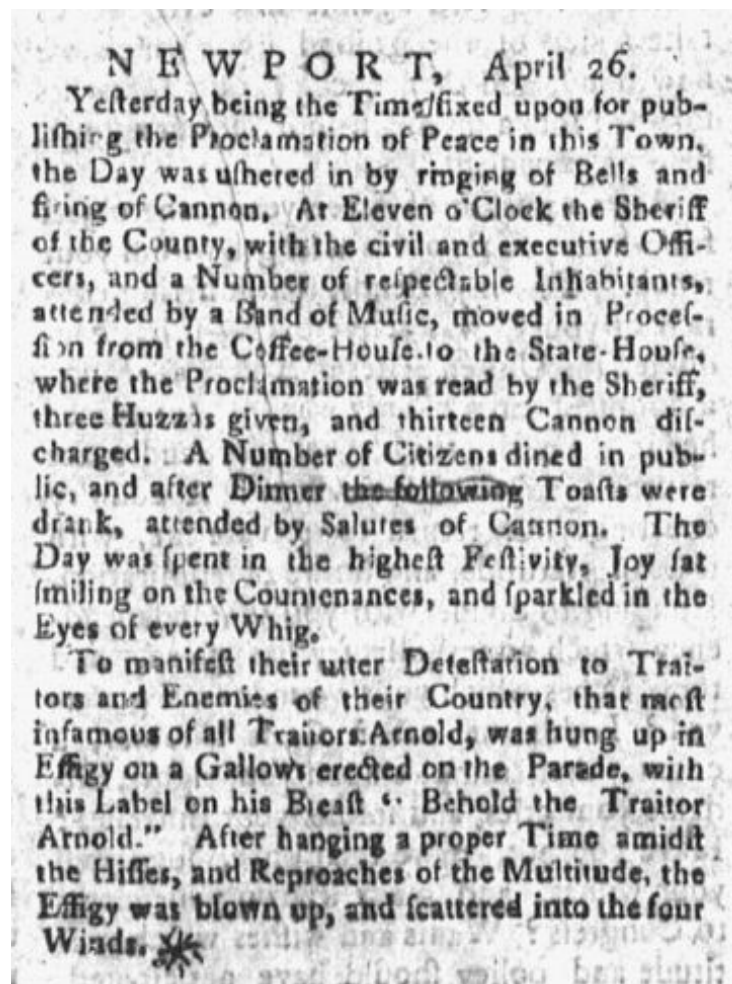 NEWPORT, April 26.
Yeſterday being the Time fixed upon for pub-
liſhing the Proclamation of Peace in this Town,
the Day was uſhered in by ringing of Bells and
firing of Cannon. At Eleven o'Clock the Sheriff
of the County, with the civil and executive Offi-
cers, and a Number of reſpectable Inhabitants,
attended by a Band of Muſic, moved in Proceſ-
ſion from the Coffee-Houſe to the State-Houſe,
where the Proclamation was read by the Sheriff,
three Huzzas given, and thirteen Cannon diſ-
charged. A Number of Citizens dined in pub-
lic, and after Dinner the following Toaſts were
drank, attended by Salutes of Cannon. The
Day was ſpent in the higheſt Feſtivity, Joy ſat
ſmiling on the Countenances, and ſparkled in the
Eyes of every Whig.
To manifeſt their utter Deteſtation to Trai-
tors and Enemies of their Country, that moſt
infamous of all Traitors Arnold, was hung up in
Effigy on a Gallows erected on the Parade, with
this Label on his Breaſt “ Behold the Traitor
Arnold.” After hanging a proper Time amidſt
the Hiſſes, and Reproaches of the Multitude, the
Effigy was blown up, and ſcattered into the four
Winds.